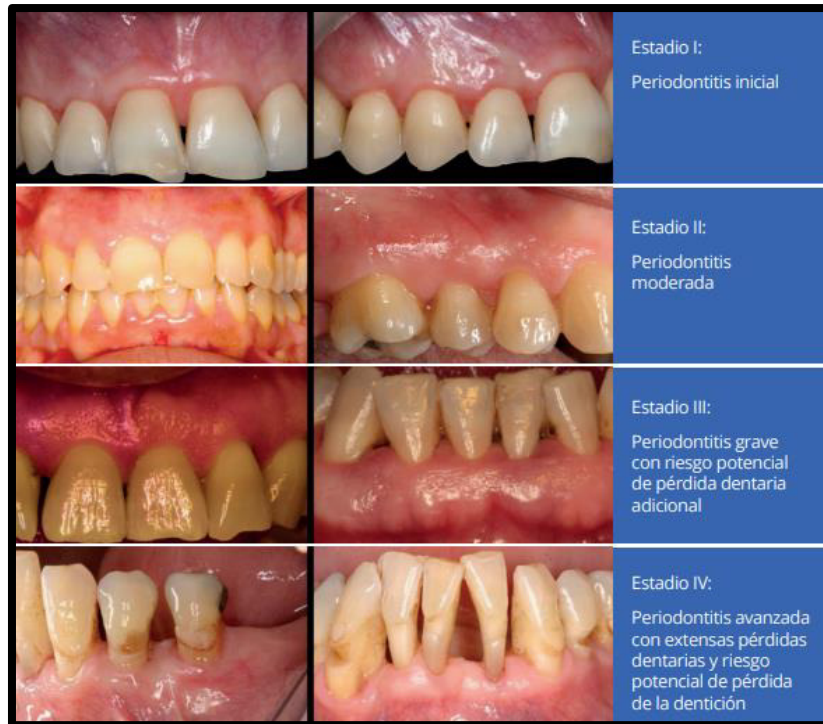 Estadio I:
Periodontitis inicial
Estadio II:
Periodontitis
moderada
Estadio III:
Periodontitis grave
con riesgo potencial
de pérdida dentaria
adicional
Estadio IV:
Periodontitis avanzada
con extensas pérdidas
dentarias y riesgo
potencial de pérdida
de la dentición